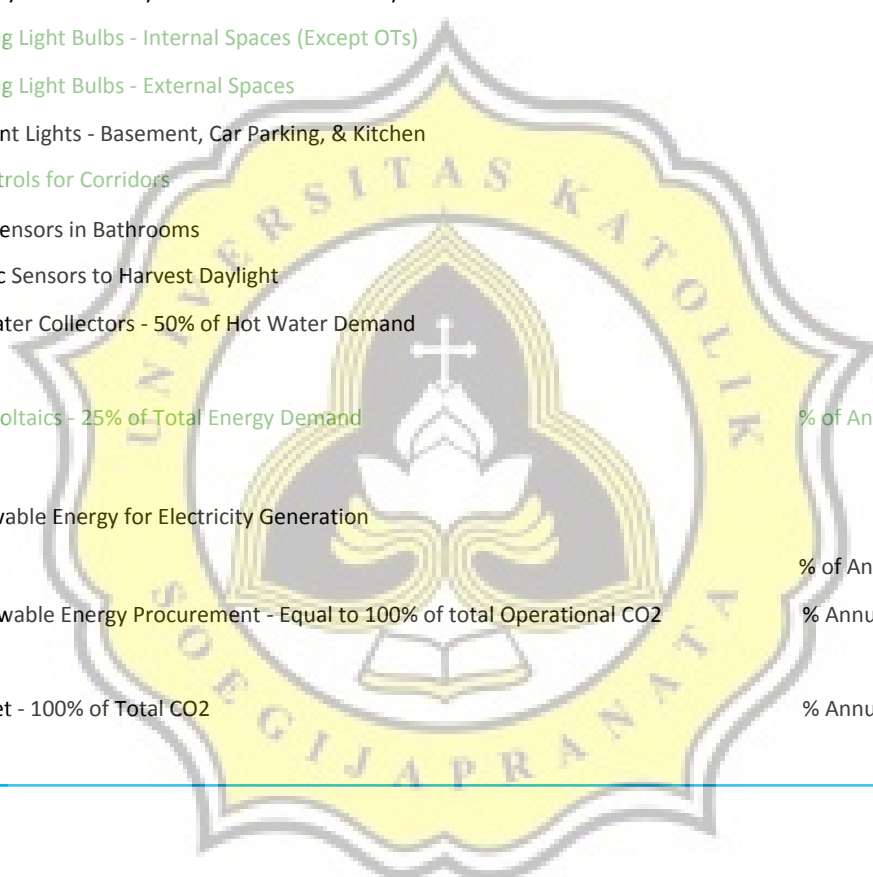 g Light Bulbs - Internal Spaces (Except OTs)
g Light Bulbs - External Spaces
nt Lights - Basement, Car Parking, & Kitchen
trols for Corridors
ensors in Bathrooms
c Sensors to Harvest Daylight
ater Collectors - 50% of Hot Water Demand
oltaics - 25% of Total Energy Demand % of An
vable Energy for Electricity Generation
% of An
wable Energy Procurement - Equal to 100% of total Operational CO2 % Annu
et - 100% of Total CO2 % Annu
UNIVERSITAS KATOLIK
SOEGIJAPRANATA